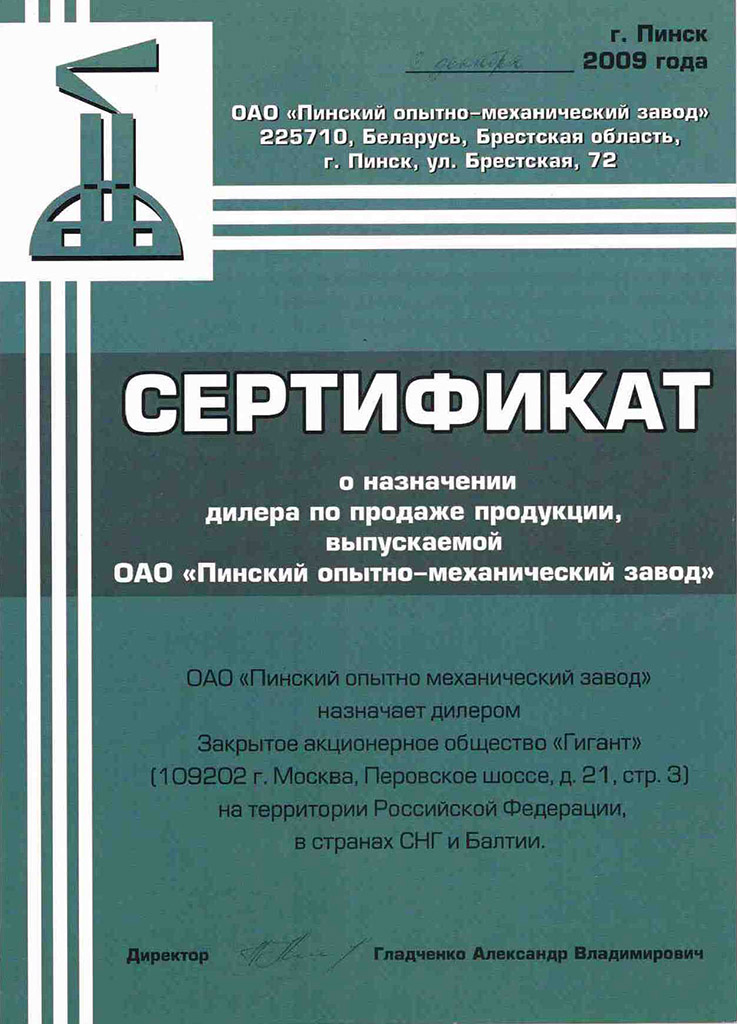 г. Пинск
декабря 2009 года
ОАО «Пинский опытно-механический завод»
225710, Беларусь, Брестская область,
г. Пинск, ул. Брестская, 72
СЕРТИФИКАТ
о назначении
дилера по продаже продукции,
выпускаемой
ОАО «Пинский опытно-механический завод»
ОАО «Пинский опытно механический завод»
назначает дилером
Закрытое акционерное общество «Гигант»
(109202 г. Москва, Перовское шоссе, д. 21, стр. 3)
на территории Российской Федерации,
в странах СНГ и Балтии.
Директор Гладченко Александр Владимирович